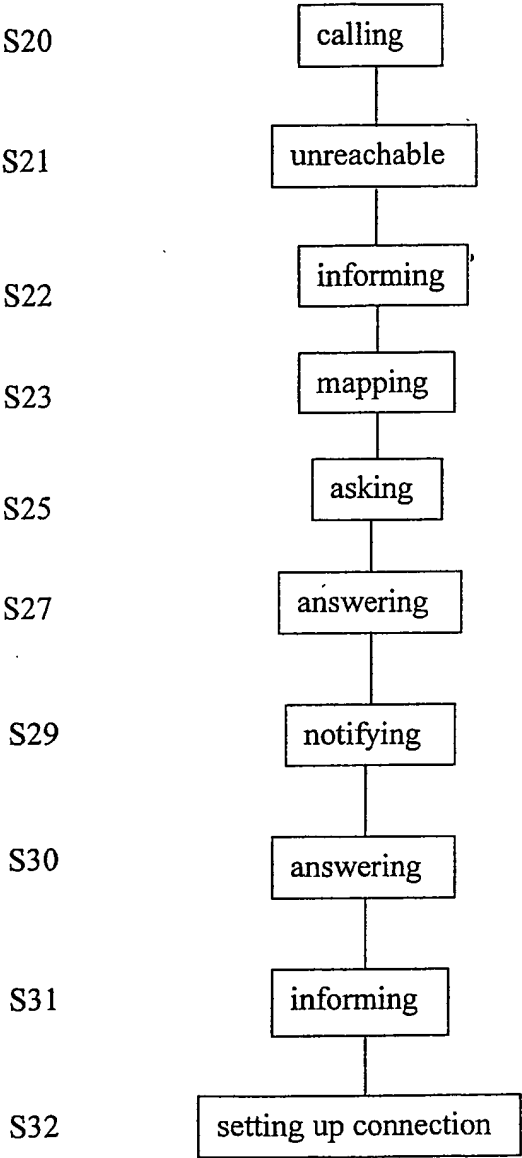 S20 calling
S21 unreachable
S22 informing
S23 mapping
S25 asking
S27 answering
S29 notifying
S30 answering
S31 informing
S32 setting up connection